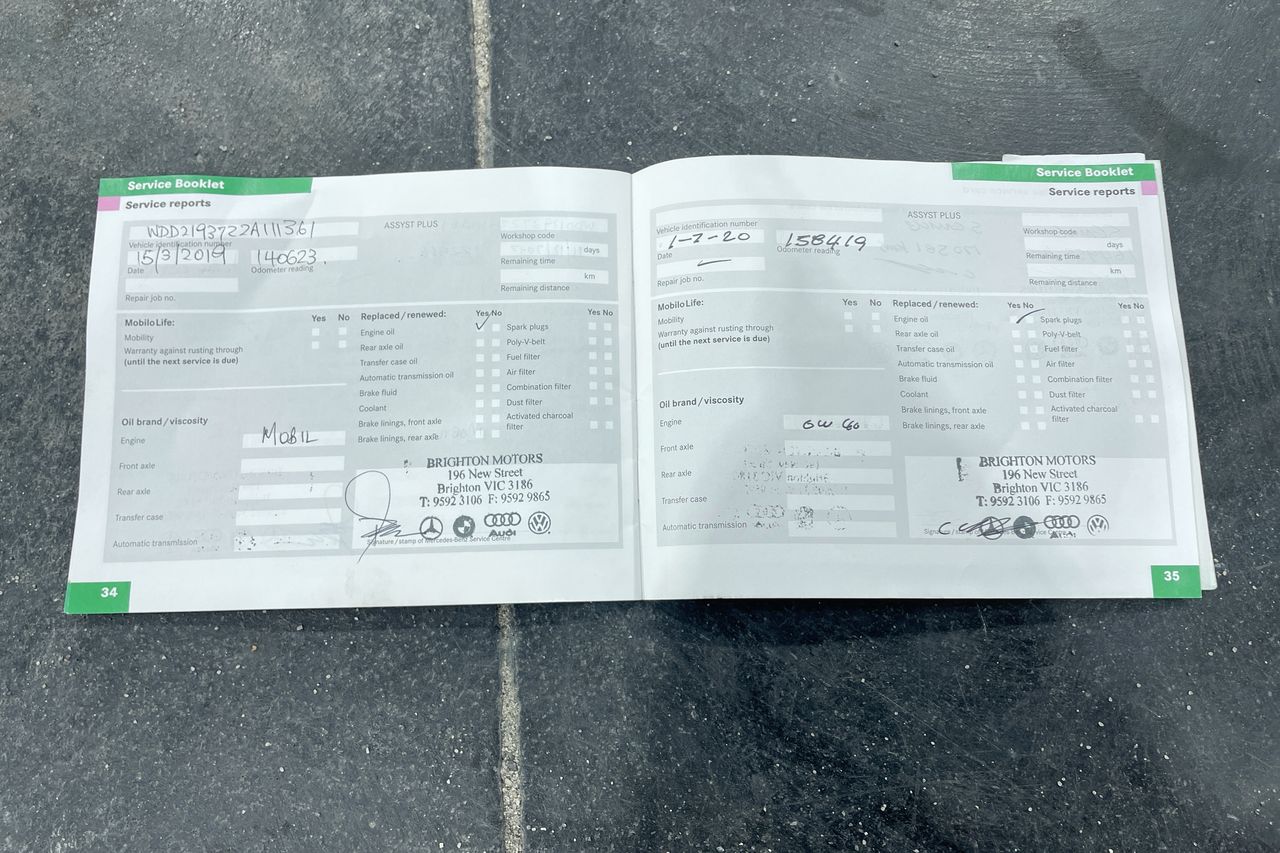 Service Booklet
Service reports
WDD2193722A111361
Vehicle identification number
ASSYST PLUS
15/3/2019
140623.
Date
Odometer reading
Repair job no.
Workshop code
days
Remaining time
km
Remaining distance
MobiloLife:
Yes No
Mobility
Warranty against rusting through
(until the next service is due)
Replaced / renewed:
Yes No
Engine oil
Rear axle oil
Transfer case oil
Automatic transmission oil
Brake fluid
Coolant
Brake linings, front axle
Brake linings, rear axle
Yes No
Spark plugs
Poly-V-belt
Fuel filter
Air filter
Combination filter
Dust filter
Activated charcoal
filter
Oil brand / viscosity
Engine
MOBIL
Front axle
Rear axle
Transfer case
Automatic transmission
BRIGHTON MOTORS
196 New Street
Brighton VIC 3186
T: 9592 3106 F: 9592 9865
AUDI
Signature / stamp of Mercedes-Benz Service Centre
34
Service Booklet
Service reports
Vehicle identification number
ASSYST PLUS
1-7-20
158419
Date
Odometer reading
Repair job no.
Workshop code
days
Remaining time
km
Remaining distance
MobiloLife:
Yes No
Mobility
Warranty against rusting through
(until the next service is due)
Replaced / renewed:
Yes No
Engine oil
Rear axle oil
Transfer case oil
Automatic transmission oil
Brake fluid
Coolant
Brake linings, front axle
Brake linings, rear axle
Yes No
Spark plugs
Poly-V-belt
Fuel filter
Air filter
Combination filter
Dust filter
Activated charcoal
filter
Oil brand / viscosity
Engine
Front axle
Rear axle
Transfer case
Automatic transmission
BRIGHTON MOTORS
196 New Street
Brighton VIC 3186
T: 9592 3106 F: 9592 9865
35